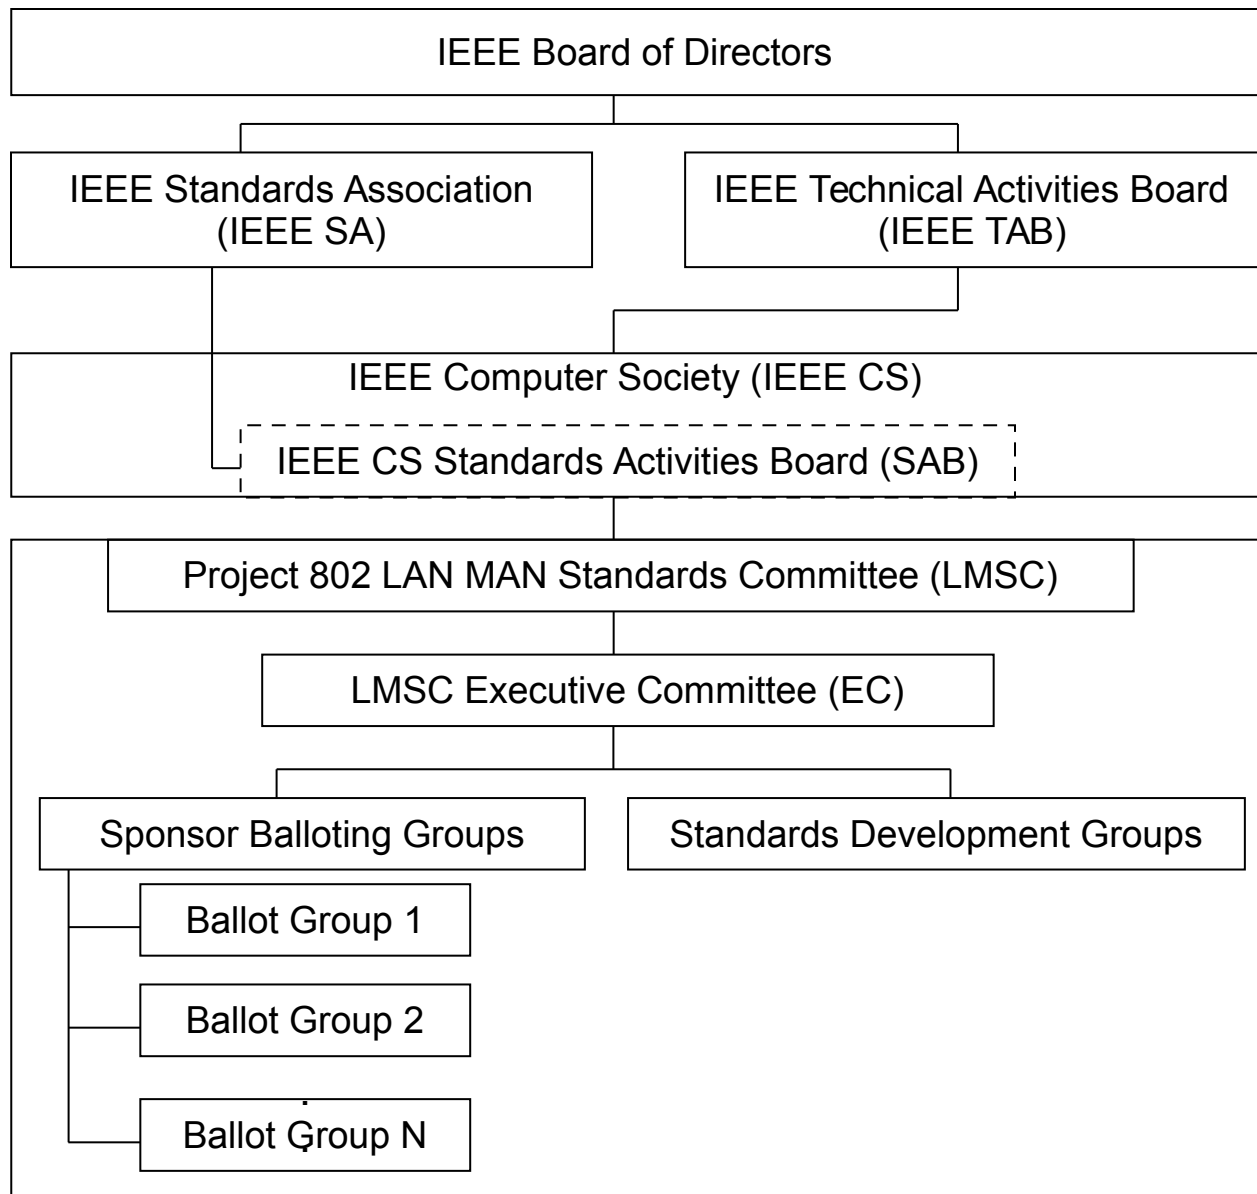 IEEE Board of Directors
IEEE Standards Association
(IEEE SA)
IEEE Technical Activities Board
(IEEE TAB)
IEEE Computer Society (IEEE CS)
IEEE CS Standards Activities Board (SAB)
Project 802 LAN MAN Standards Committee (LMSC)
LMSC Executive Committee (EC)
Sponsor Balloting Groups
Standards Development Groups
Ballot Group 1
Ballot Group 2
Ballot Group N